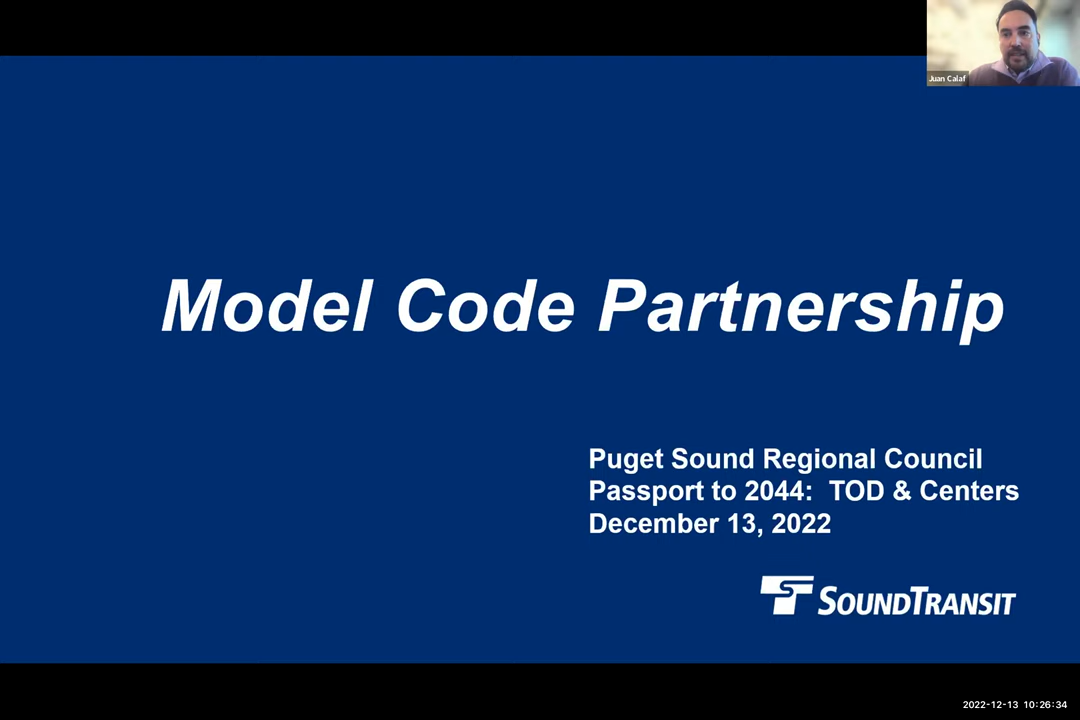 Juan Calaf
Model Code Partnership
Puget Sound Regional Council
Passport to 2044: TOD & Centers
December 13, 2022
SOUNDTRANSIT
2022-12-13 10:26:34